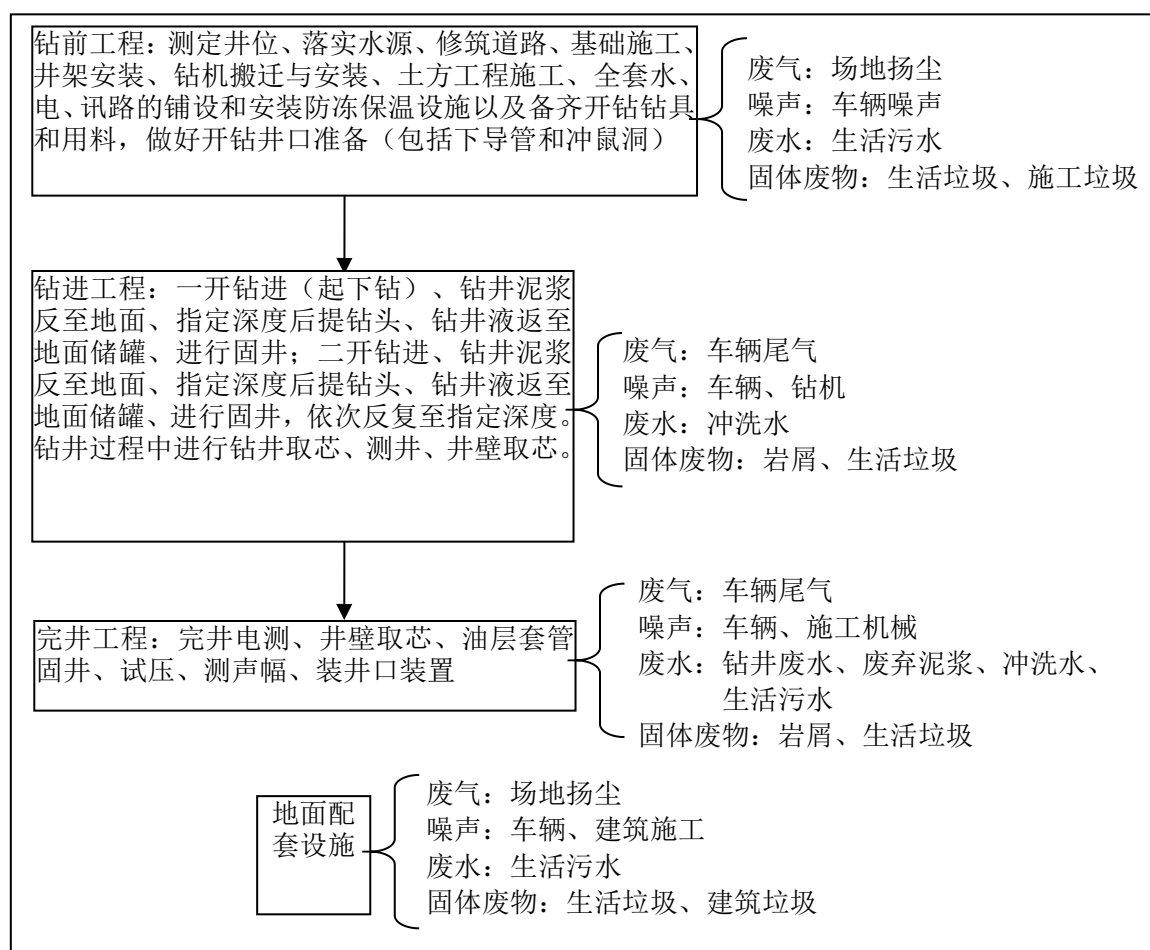 钻前工程：测定井位、落实水源、修筑道路、基础施工、
井架安装、钻机搬迁与安装、土方工程施工、全套水、
电、讯路的铺设和安装防冻保温设施以及备齐开钻钻具
和用料，做好开钻井口准备（包括下导管和冲鼠洞）
废气：场地扬尘
噪声：车辆噪声
废水：生活污水
固体废物：生活垃圾、施工垃圾
钻进工程：一开钻进（起下钻）、钻井泥浆
反至地面、指定深度后提钻头、钻井液返至
地面储罐、进行固井；二开钻进、钻井泥浆
反至地面、指定深度后提钻头、钻井液返至
地面储罐、进行固井，依次反复至指定深度。
钻井过程中进行钻井取芯、测井、井壁取芯。
废气：车辆尾气
噪声：车辆、钻机
废水：冲洗水
固体废物：岩屑、生活垃圾
完井工程：完井电测、井壁取芯、油层套管
固井、试压、测声幅、装井口装置
废气：车辆尾气
噪声：车辆、施工机械
废水：钻井废水、废弃泥浆、冲洗水、
生活污水
固体废物：岩屑、生活垃圾
地面配
套设施
废气：场地扬尘
噪声：车辆、建筑施工
废水：生活污水
固体废物：生活垃圾、建筑垃圾